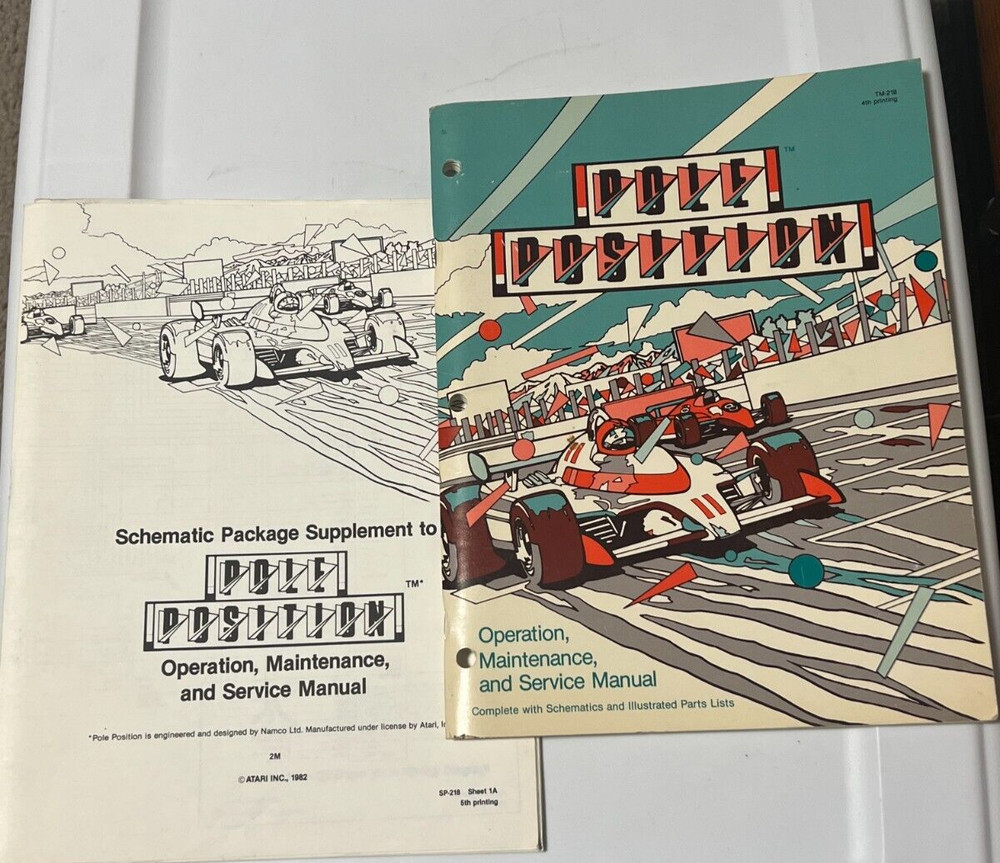 TM-218
4th printing
POLE
POSITION
TM
Operation,
Maintenance,
and Service Manual
Complete with Schematics and Illustrated Parts Lists
Schematic Package Supplement to
POLE
POSITION
TM*
Operation, Maintenance,
and Service Manual
*Pole Position is engineered and designed by Namco Ltd. Manufactured under license by Atari,
2M
© ATARI INC., 1982
SP-218 Sheet 1A
5th printing